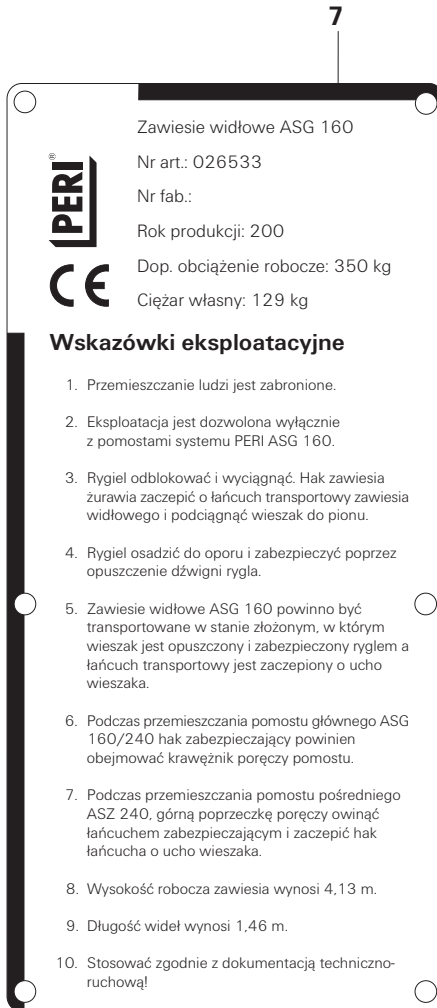 7
Zawiesie widłowe ASG 160
Nr art.: 026533
Nr fab.:
Rok produkcji: 200
Dop. obciążenie robocze: 350 kg
Ciężar własny: 129 kg
PERI®
CE
Wskazówki eksploatacyjne
1. Przemieszczanie ludzi jest zabronione.
2. Eksploatacja jest dozwolona wyłącznie
z pomostami systemu PERI ASG 160.
3. Rygiel odblokować i wyciągnąć. Hak zawiesia
żurawia zaczepić o łańcuch transportowy zawiesia
widłowego i podciągnąć wieszak do pionu.
4. Rygiel osadzić do oporu i zabezpieczyć poprzez
opuszczenie dźwigni rygla.
5. Zawiesie widłowe ASG 160 powinno być
transportowane w stanie złożonym, w którym
wieszak jest opuszczony i zabezpieczony ryglem a
łańcuch transportowy jest zaczepiony o ucho
wieszaka.
6. Podczas przemieszczania pomostu głównego ASG
160/240 hak zabezpieczający powinien
obejmować krawężnik poręczy pomostu.
7. Podczas przemieszczania pomostu pośredniego
ASZ 240, górną poprzeczkę poręczy owinąć
łańcuchem zabezpieczającym i zaczepić hak
łańcucha o ucho wieszaka.
8. Wysokość robocza zawiesia wynosi 4,13 m.
9. Długość wideł wynosi 1,46 m.
10. Stosować zgodnie z dokumentacją techniczno-
ruchową!